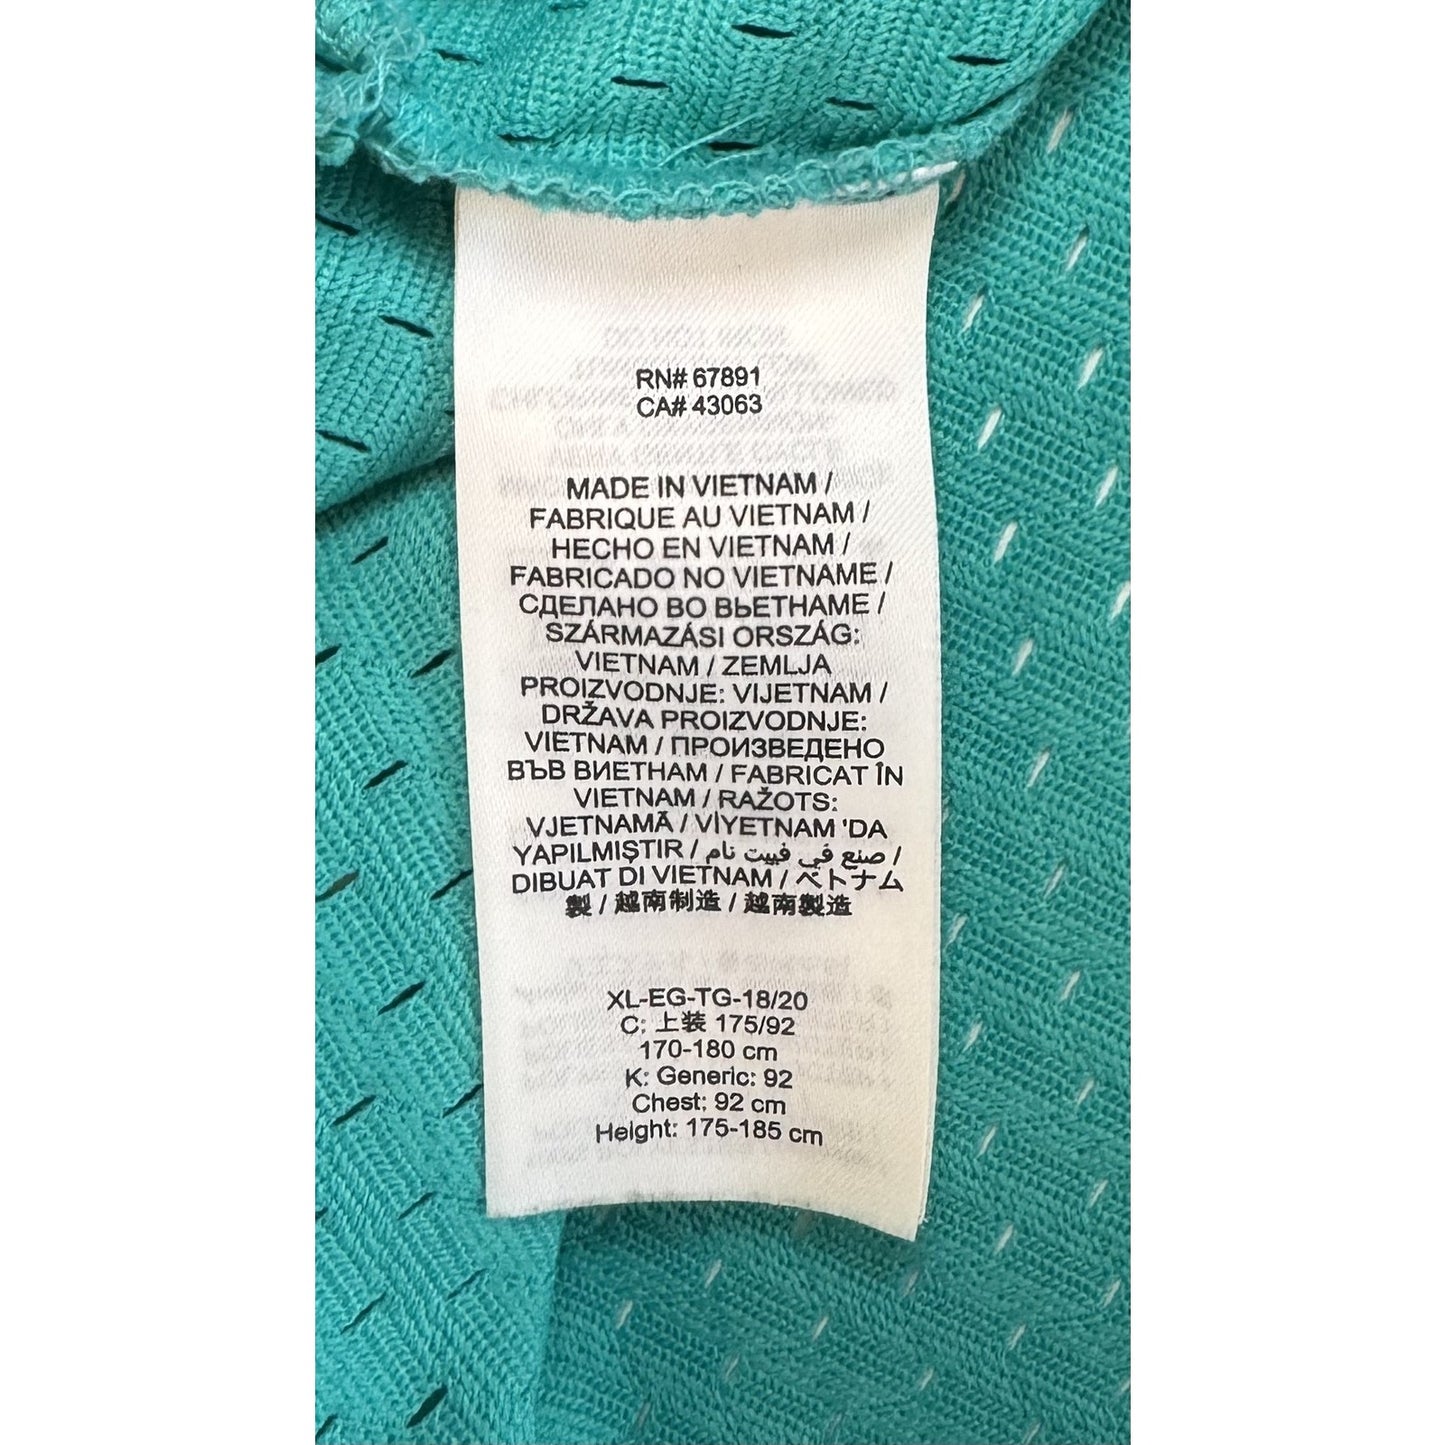 RN# 67891
CA# 43063
MADE IN VIETNAM /
FABRIQUE AU VIETNAM /
HECHO EN VIETNAM /
FABRICADO NO VIETNAME /
СДЕЛАНО ВО ВЬЕТНАМЕ /
SZÁRMAZÁSI ORSZÁG:
VIETNAM / ZEMLJA
PROIZVODNJE: VIJETNAM /
DRŽAVA PROIZVODNJE:
VIETNAM / ПРОИЗВЕДЕНО
ВЪВ ВИЕТНАМ / FABRICAT ÎN
VIETNAM / RAŽOTS:
VJETNAMĀ / VİYETNAM 'DA
YAPILMIŞTIR / صنع في فييت نام /
DIBUAT DI VIETNAM / ベトナム
製 / 越南制造 / 越南製造
XL-EG-TG-18/20
C: 上装 175/92
170-180 cm
K: Generic: 92
Chest: 92 cm
Height: 175-185 cm